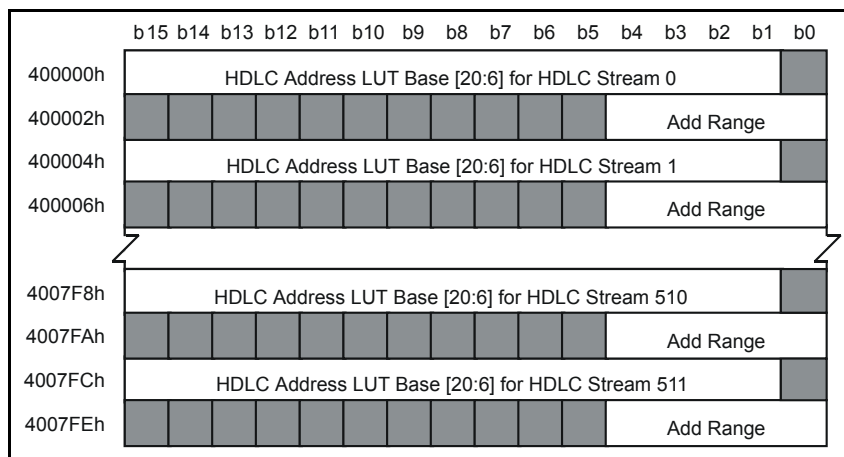 b15 b14 b13 b12 b11 b10 b9 b8 b7 b6 b5 b4 b3 b2 b1 b0
400000h HDLC Address LUT Base [20:6] for HDLC Stream 0
400002h Add Range
400004h HDLC Address LUT Base [20:6] for HDLC Stream 1
400006h Add Range
4007F8h HDLC Address LUT Base [20:6] for HDLC Stream 510
4007FAh Add Range
4007FCh HDLC Address LUT Base [20:6] for HDLC Stream 511
4007FEh Add Range